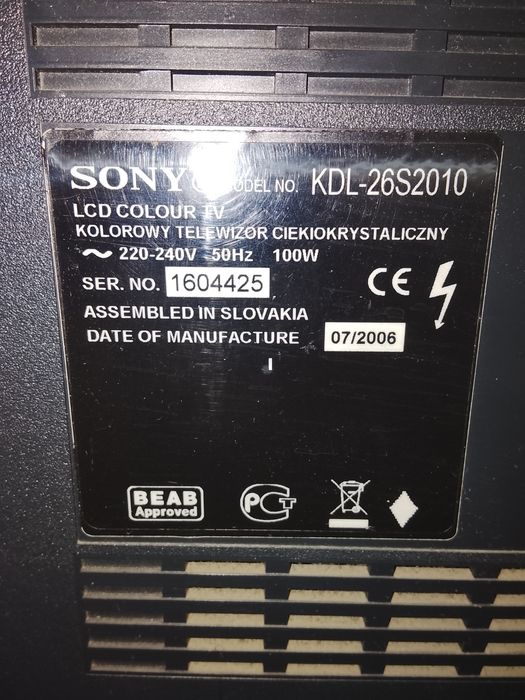 SONY MODEL NO. KDL-26S2010
LCD COLOUR TV
KOLOROWY TELEWIZOR CIEKIOKRYSTALICZNY
~ 220-240V 50Hz 100W
SER. NO. 1604425
CE
ASSEMBLED IN SLOVAKIA
DATE OF MANUFACTURE 07/2006
I
BEAB
Approved
PCT